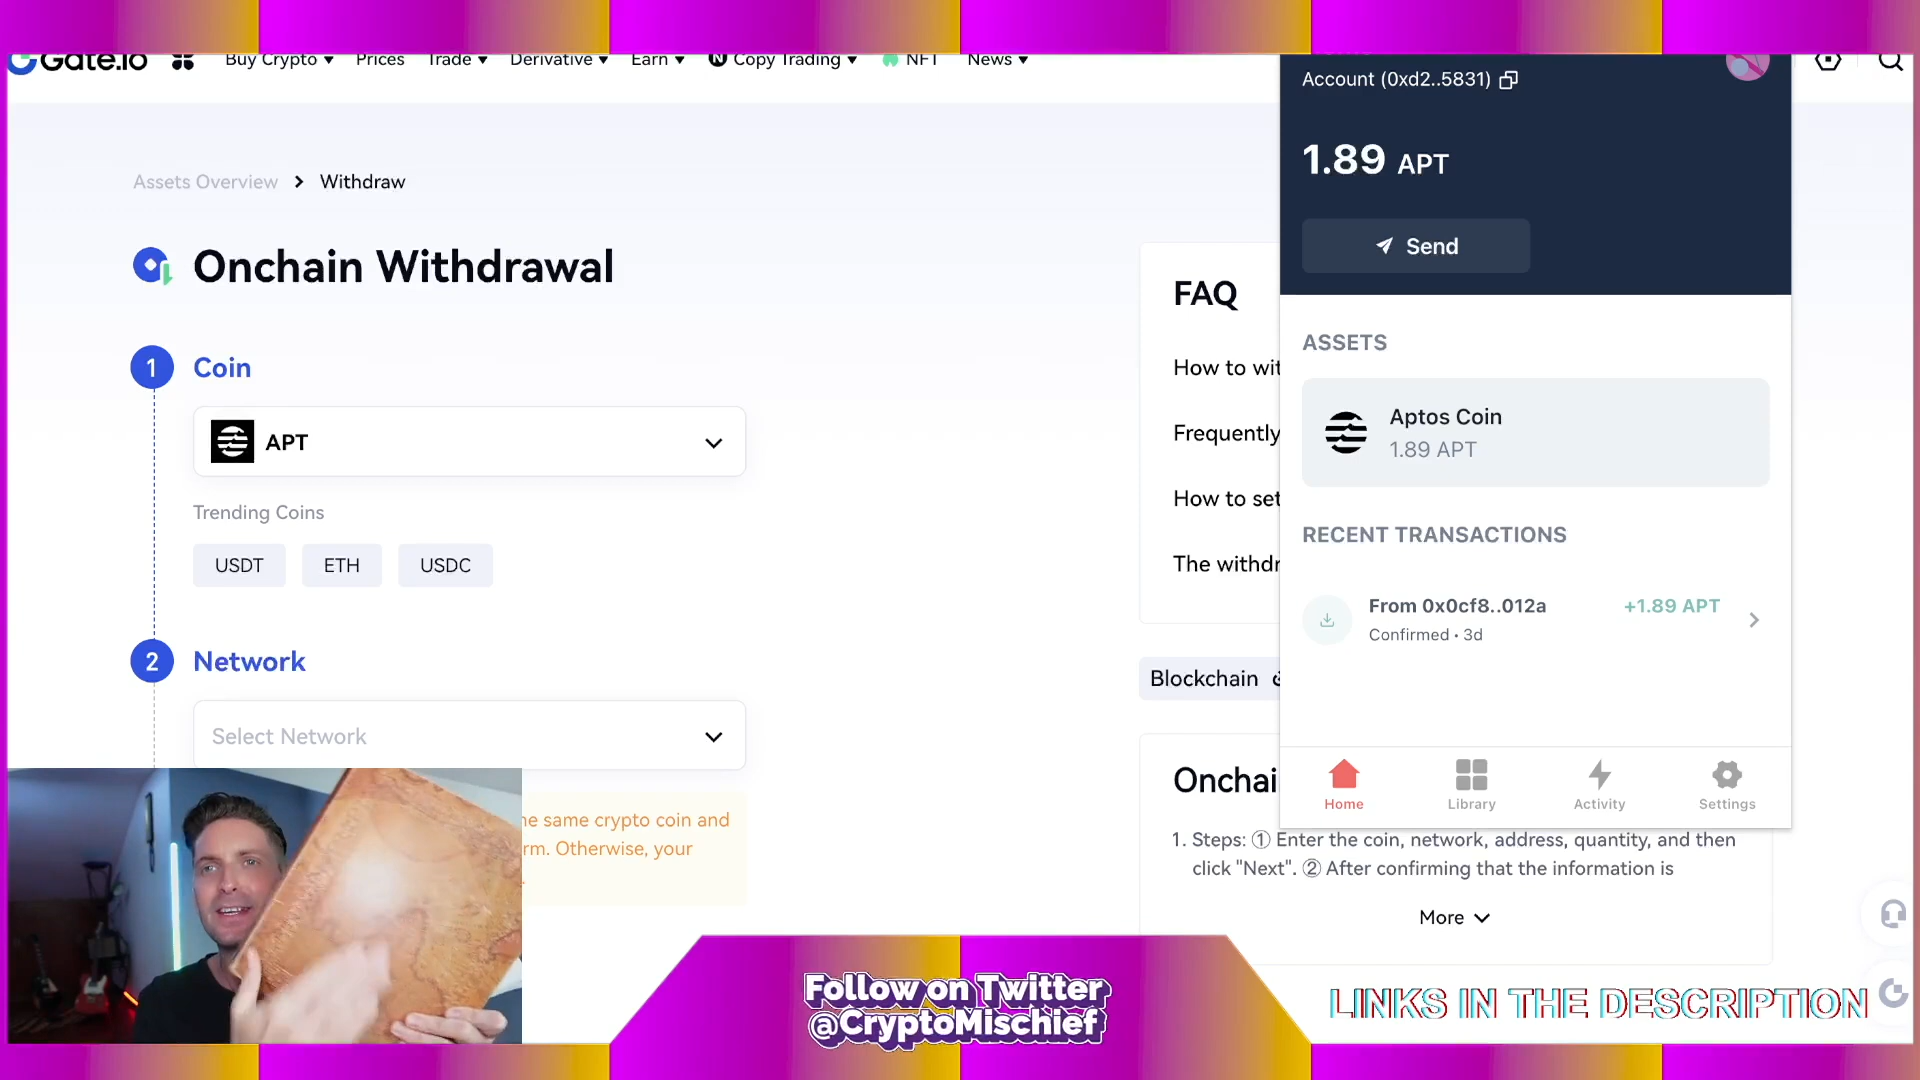 Gate.io
Buy Crypto
Prices
Trade
Derivative
Earn
Copy Trading
NFT
News
Assets Overview
Withdraw
Onchain Withdrawal
1
Coin
APT
Trending Coins
USDT
ETH
USDC
2
Network
Select Network
ne same crypto coin and
rm. Otherwise, your
FAQ
How to wit
Frequently
How to set
The withdr
Blockchain
Onchai
1. Steps: ① Enter the coin, network, address, quantity, and then
click "Next". ② After confirming that the information is
More
Account (0xd2..5831)
1.89 APT
Send
ASSETS
Aptos Coin
1.89 APT
RECENT TRANSACTIONS
From 0x0cf8..012a
+1.89 APT
Confirmed • 3d
Home
Library
Activity
Settings
Follow on Twitter
@CryptoMischief
LINKS IN THE DESCRIPTION